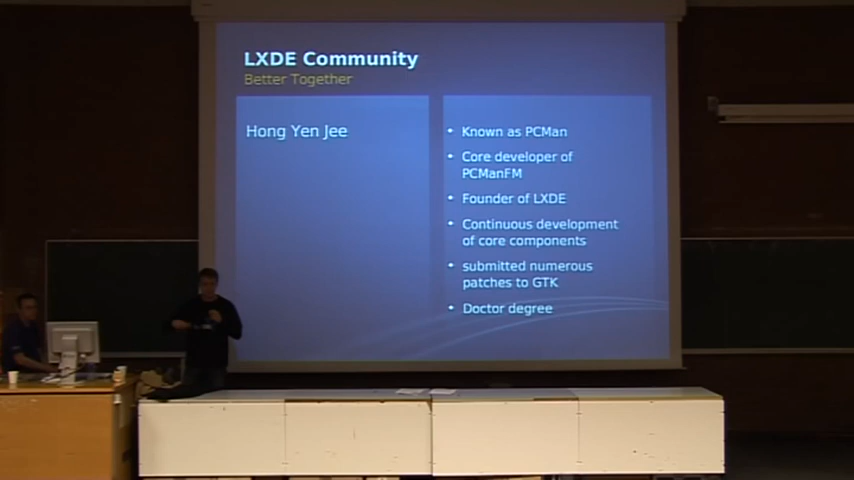 LXDE Community
Better Together
Hong Yen Jee
• Known as PCMan
• Core developer of
PCManFM
• Founder of LXDE
• Continuous development
of core components
• submitted numerous
patches to GTK
• Doctor degree